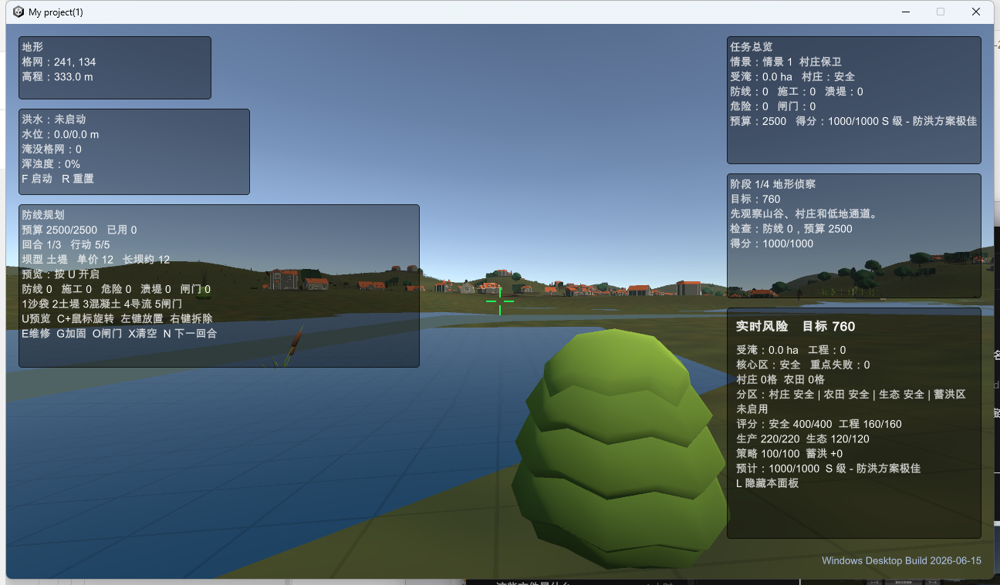 My project(1)
地形
格网：241, 134
高程：333.0 m
洪水：未启动
水位：0.0/0.0 m
淹没格网：0
浑浊度：0%
F 启动 R 重置
防线规划
预算 2500/2500 已用 0
回合 1/3 行动 5/5
坝型 土堤 单价 12 长坝约 12
预览：按 U 开启
防线 0 施工 0 危险 0 溃堤 0 闸门 0
1沙袋 2土堤 3混凝土 4导流 5闸门
U预览 C+鼠标旋转 左键放置 右键拆除
E维修 G加固 O闸门 X清空 N 下一回合
任务总览
情景：情景 1 村庄保卫
受淹：0.0 ha 村庄：安全
防线：0 施工：0 溃堤：0
危险：0 闸门：0
预算：2500 得分：1000/1000 S 级 - 防洪方案极佳
阶段 1/4 地形侦察
目标：760
先观察山谷、村庄和低地通道。
检查：防线 0，预算 2500
得分：1000/1000
实时风险 目标 760
受淹：0.0 ha 工程：0
核心区：安全 重点失败：0
村庄 0格 农田 0格
分区：村庄 安全 | 农田 安全 | 生态 安全 | 蓄洪区
未启用
评分：安全 400/400 工程 160/160
生产 220/220 生态 120/120
策略 100/100 蓄洪 +0
预计：1000/1000 S 级 - 防洪方案极佳
L 隐藏本面板
Windows Desktop Build 2026-06-15